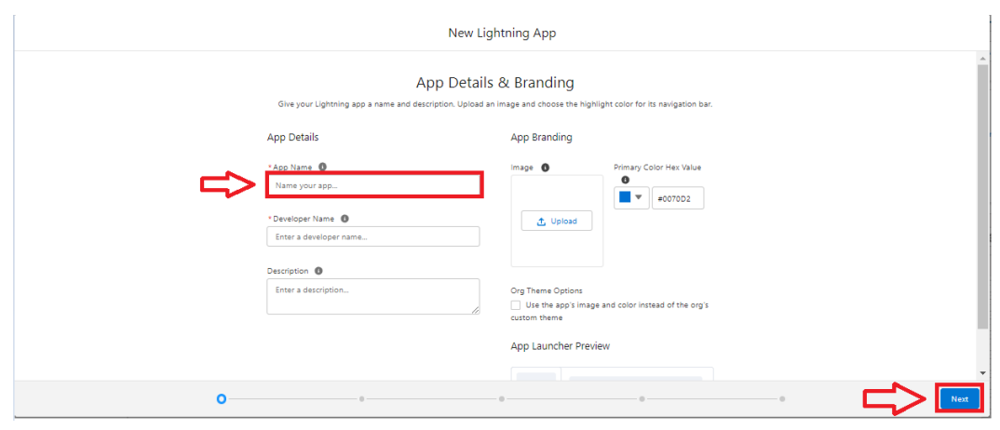 New Lightning App
App Details & Branding
Give your Lightning app a name and description. Upload an image and choose the highlight color for its navigation bar.
App Details
* App Name
Name your app...
* Developer Name
Enter a developer name...
Description
Enter a description...
App Branding
Image
Upload
Primary Color Hex Value
#0070D2
Org Theme Options
Use the app's image and color instead of the org's
custom theme
App Launcher Preview
Next